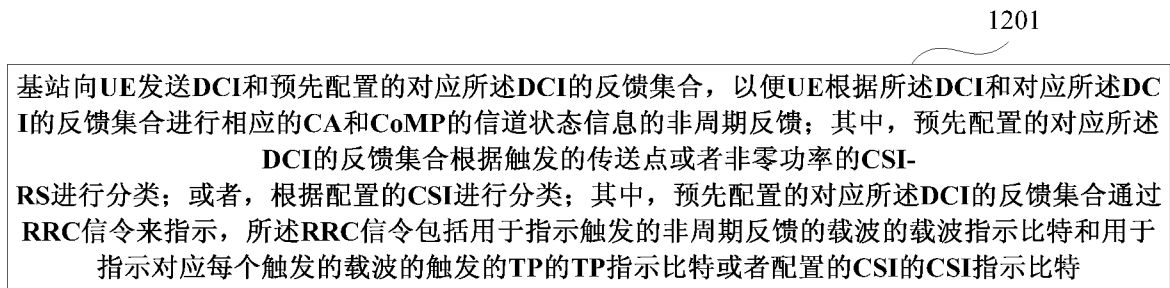 1201
基站向UE发送DCI和预先配置的对应所述DCI的反馈集合，以便UE根据所述DCI和对应所述DC
I的反馈集合进行相应的CA和CoMP的信道状态信息的非周期反馈；其中，预先配置的对应所述
DCI的反馈集合根据触发的传送点或者非零功率的CSI-
RS进行分类；或者，根据配置的CSI进行分类；其中，预先配置的对应所述DCI的反馈集合通过
RRC信令来指示，所述RRC信令包括用于指示触发的非周期反馈的载波的载波指示比特和用于
指示对应每个触发的载波的触发的TP的TP指示比特或者配置的CSI的CSI指示比特